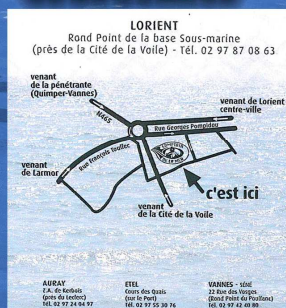 LORIENT
Rond Point de la base Sous-marine
(près de la Cité de la Voile) - Tél. 02 97 87 08 63
venant
de la pénétrante
(Quimper-Vannes)
N465
venant de Lorient
centre-ville
Rue Georges Pompidou
venant
de Larmor
Rue François Toullec
c'est ici
venant
de la Cité de la Voile
AURAY
Z.A. de Kerbois
(près du Leclerc)
Tél. 02 97 24 04 97
ETEL
Cours des Quais
(sur le Port)
Tél. 02 97 55 30 76
VANNES - SÉNÉ
22 Rue des Vosges
(Rond Point du Poulfanc)
Tél. 02 97 42 40 80